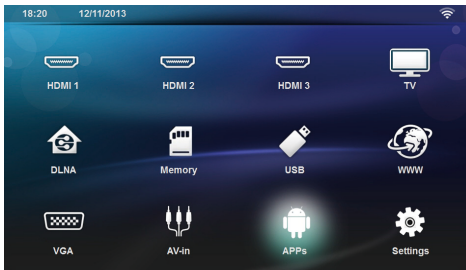 18:20 12/11/2013
HDMI 1 HDMI 2 HDMI 3 TV
DLNA Memory USB WWW
VGA AV-in APPs Settings